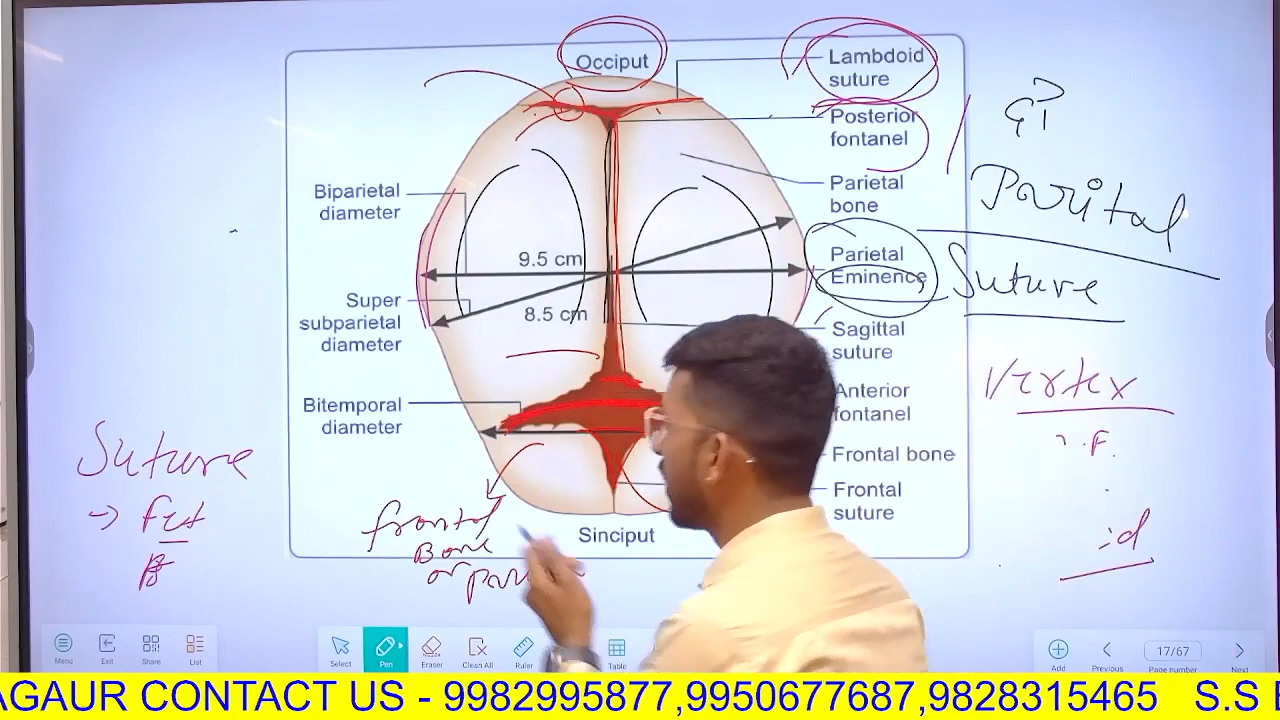 Occiput
Lambdoid
suture
Posterior
fontanel
Parietal
bone
Parietal
Eminence
Sagittal
suture
Anterior
fontanel
Frontal bone
Frontal
suture
Biparietal
diameter
9.5 cm
Super
subparietal
diameter
8.5 cm
Bitemporal
diameter
Sinciput
Parital
Suture
Vertex
Suture
frontal
Bone
Menu
Exit
Share
List
Select
Pen
Eraser
Clean All
Ruler
Table
Add
Previous
17/67
Page number
Next
AGAUR CONTACT US - 9982995877,9950677687,9828315465 S.S